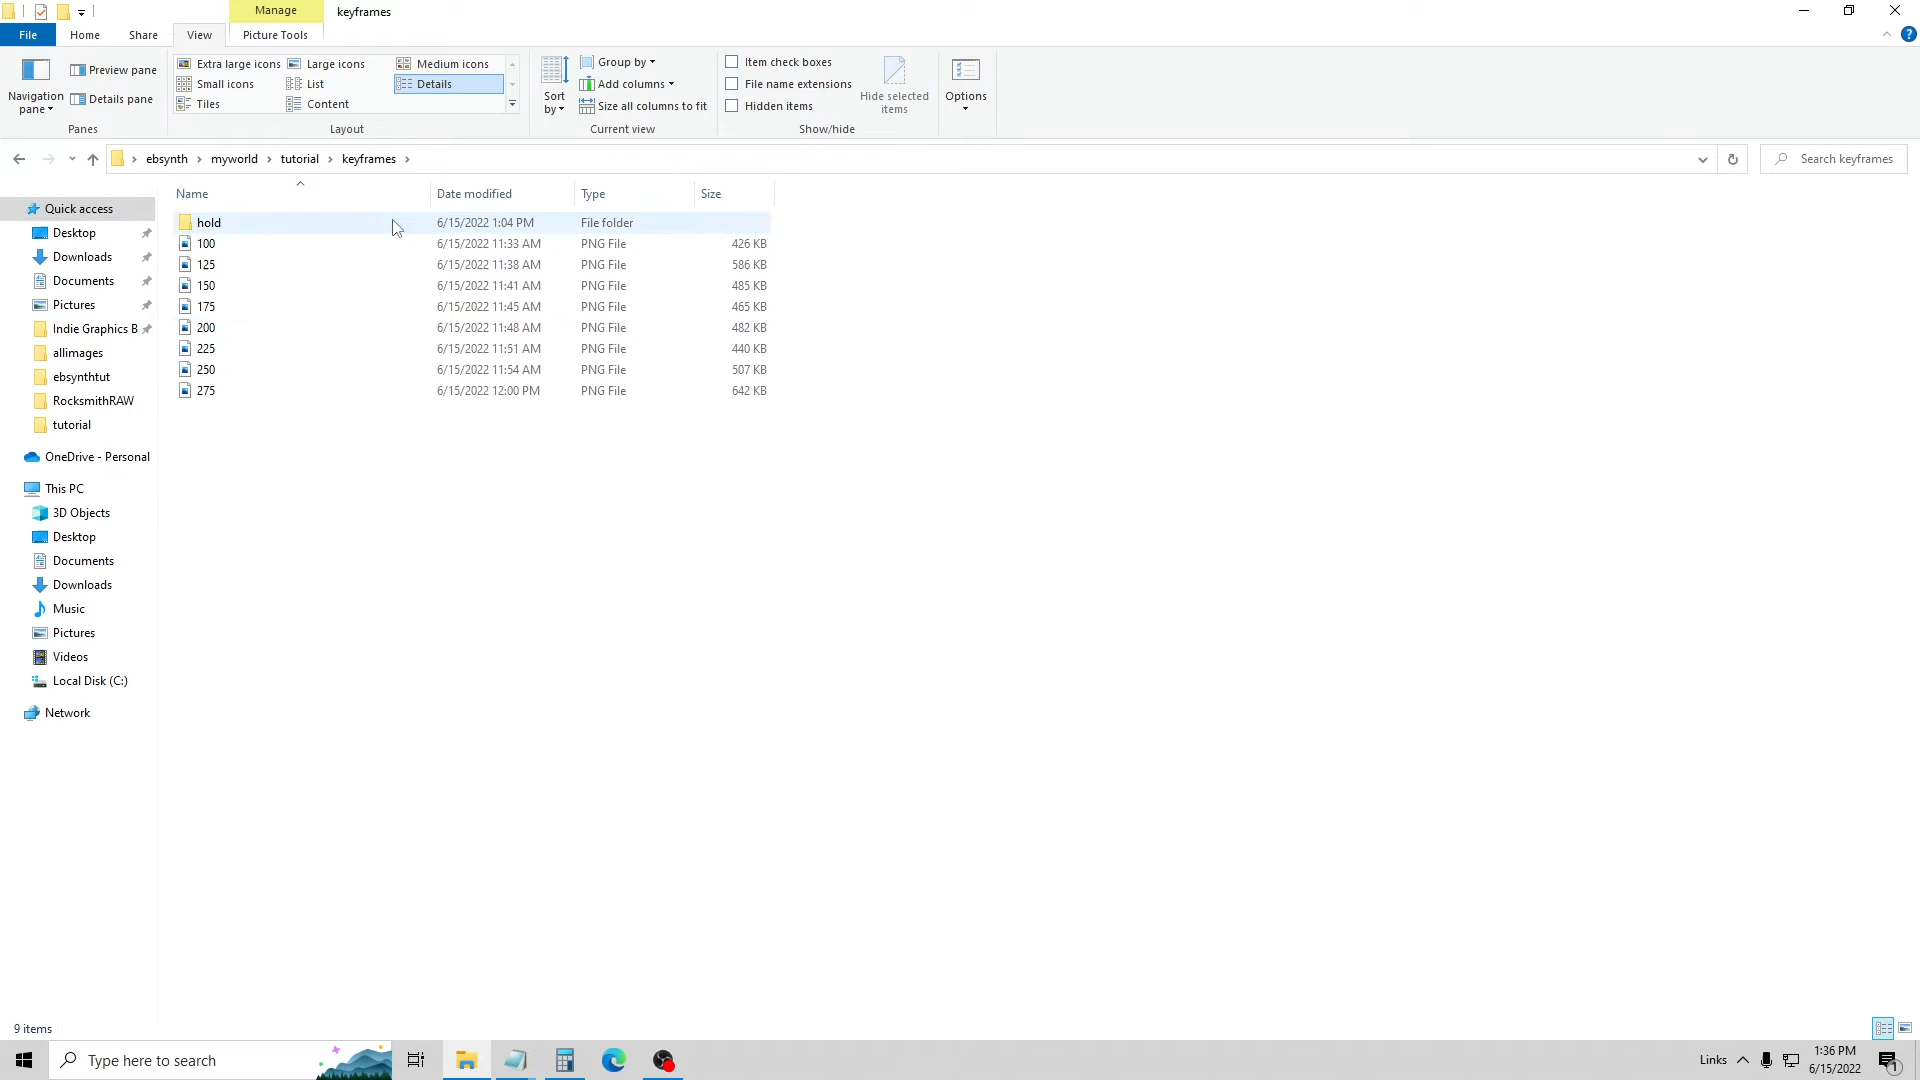 Manage
keyframes
File
Home
Share
View
Picture Tools
Navigation pane
Preview pane
Details pane
Panes
Extra large icons
Large icons
Medium icons
Small icons
List
Details
Tiles
Content
Layout
Sort by
Group by
Add columns
Size all columns to fit
Current view
Item check boxes
File name extensions
Hidden items
Hide selected items
Show/hide
Options
ebsynth > myworld > tutorial > keyframes >
Search keyframes
Name Date modified Type Size
hold 6/15/2022 1:04 PM File folder
100 6/15/2022 11:33 AM PNG File 426 KB
125 6/15/2022 11:38 AM PNG File 586 KB
150 6/15/2022 11:41 AM PNG File 485 KB
175 6/15/2022 11:45 AM PNG File 465 KB
200 6/15/2022 11:48 AM PNG File 482 KB
225 6/15/2022 11:51 AM PNG File 440 KB
250 6/15/2022 11:54 AM PNG File 507 KB
275 6/15/2022 12:00 PM PNG File 642 KB
Quick access
Desktop
Downloads
Documents
Pictures
Indie Graphics B
allimages
ebsynthtut
RocksmithRAW
tutorial
OneDrive - Personal
This PC
3D Objects
Desktop
Documents
Downloads
Music
Pictures
Videos
Local Disk (C:)
Network
9 items
Type here to search
Links
1:36 PM
6/15/2022
1